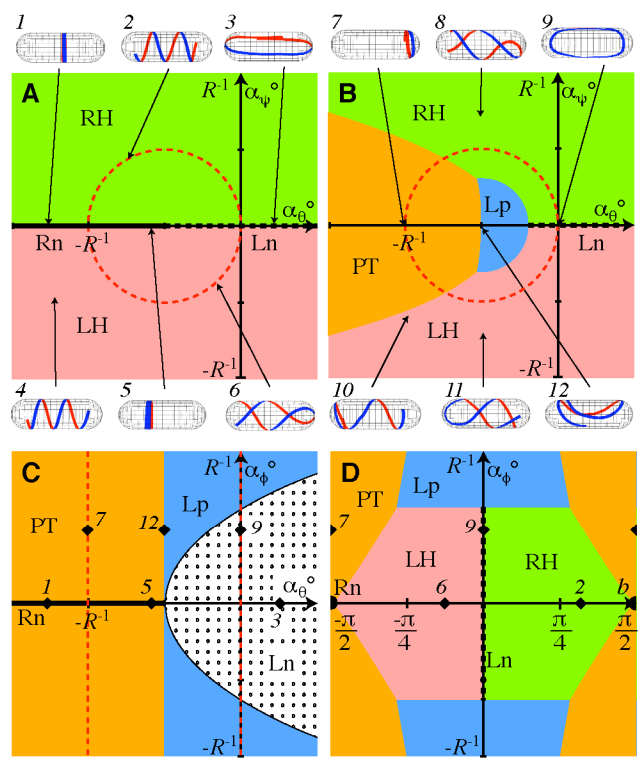 1 2 3 7 8 9
A R⁻¹ αψ° B R⁻¹ αψ°
RH RH
αθ° Lp αθ°
Rn -R⁻¹ Ln -R⁻¹ Ln
PT
LH LH
-R⁻¹ -R⁻¹
4 5 6 10 11 12
C R⁻¹ αϕ° D R⁻¹ αϕ°
Lp PT Lp
PT 7 12 9 7 9
LH RH
1 5 αθ° Rn 6 2 b
Rn -R⁻¹ 3 -π/2 -π/4 π/4 π/2
Ln Ln
-R⁻¹ -R⁻¹